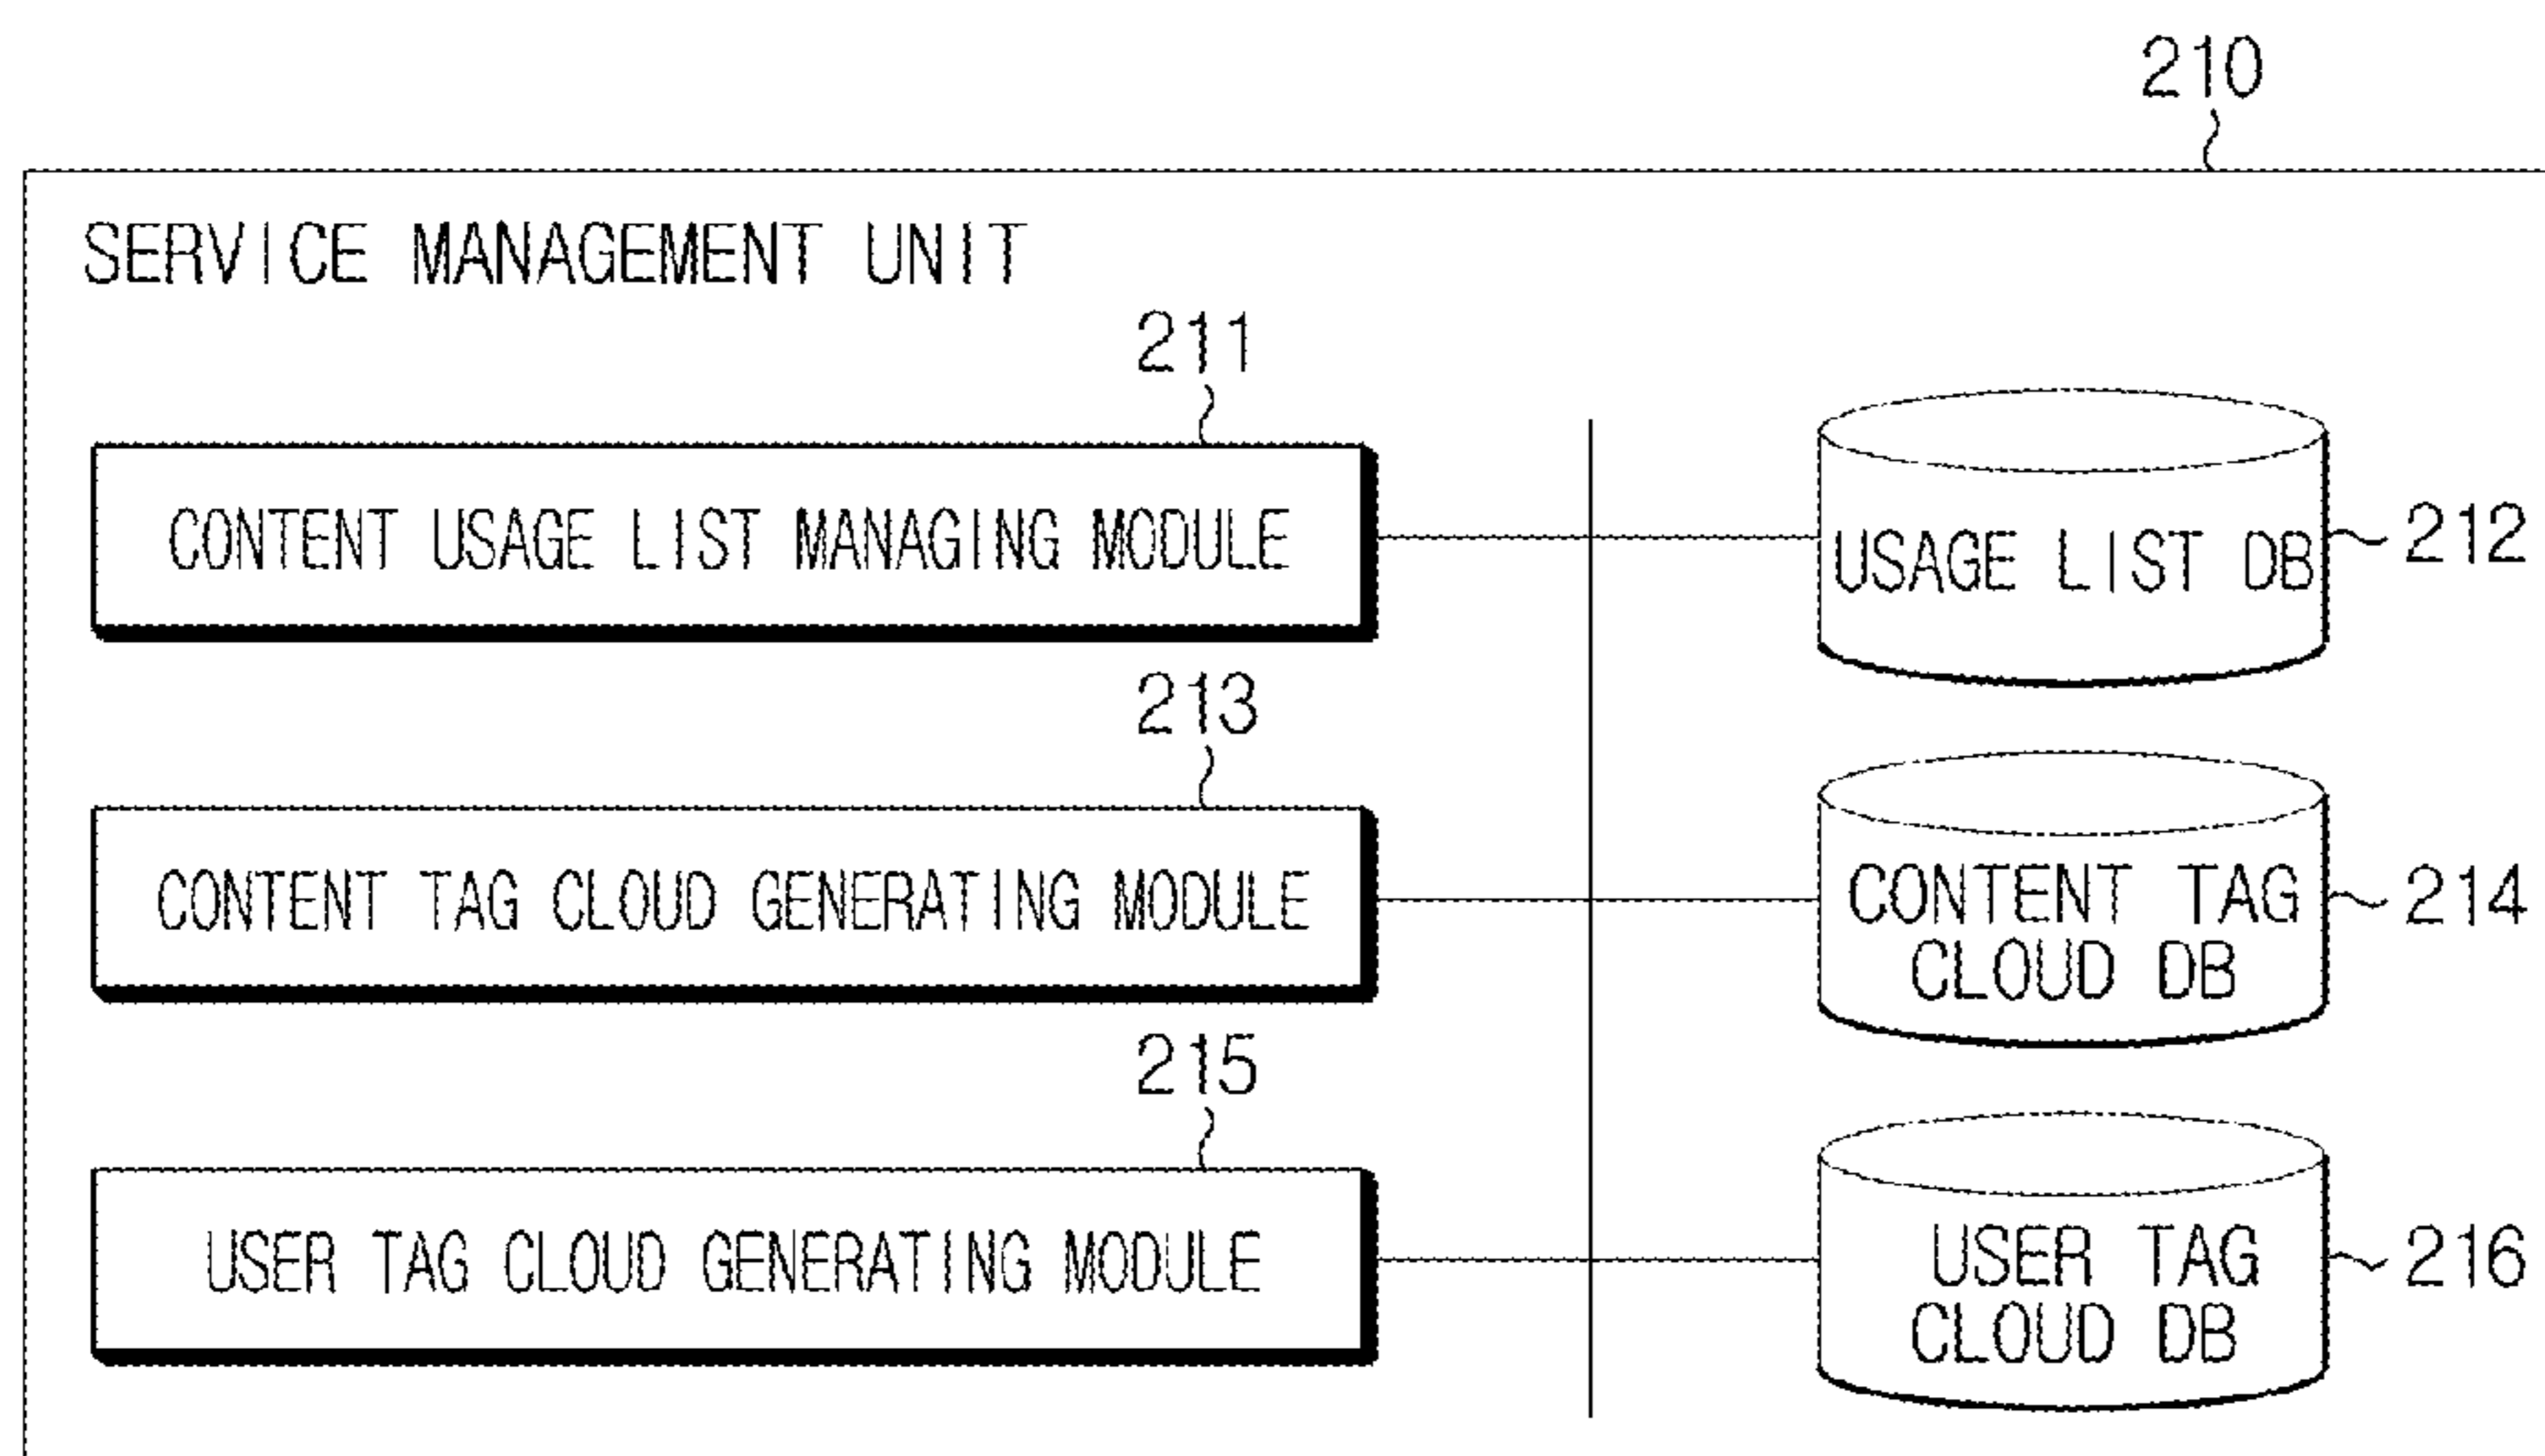 210
SERVICE MANAGEMENT UNIT
211
CONTENT USAGE LIST MANAGING MODULE
USAGE LIST DB
212
213
CONTENT TAG CLOUD GENERATING MODULE
CONTENT TAG
CLOUD DB
214
215
USER TAG CLOUD GENERATING MODULE
USER TAG
CLOUD DB
216